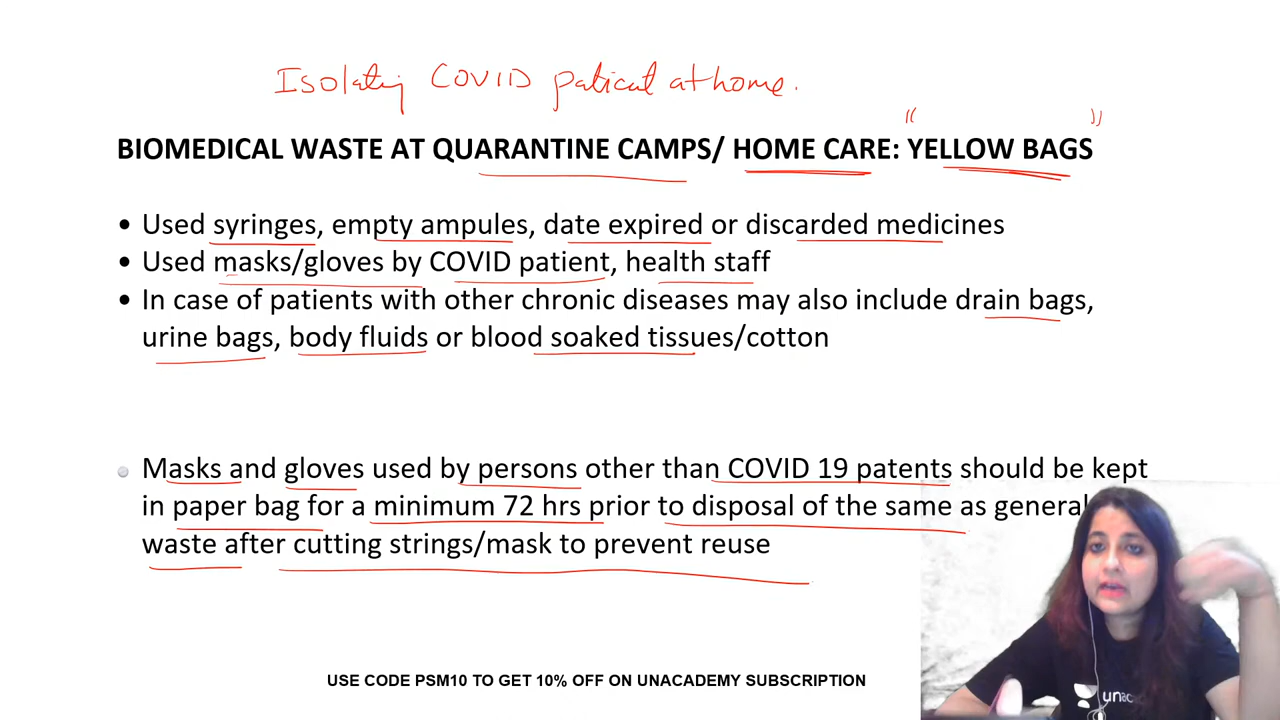 Isolating COVID patient at home.
" "
BIOMEDICAL WASTE AT QUARANTINE CAMPS/ HOME CARE: YELLOW BAGS
• Used syringes, empty ampules, date expired or discarded medicines
• Used masks/gloves by COVID patient, health staff
• In case of patients with other chronic diseases may also include drain bags,
urine bags, body fluids or blood soaked tissues/cotton
Masks and gloves used by persons other than COVID 19 patents should be kept
in paper bag for a minimum 72 hrs prior to disposal of the same as general
waste after cutting strings/mask to prevent reuse
USE CODE PSM10 TO GET 10% OFF ON UNACADEMY SUBSCRIPTION